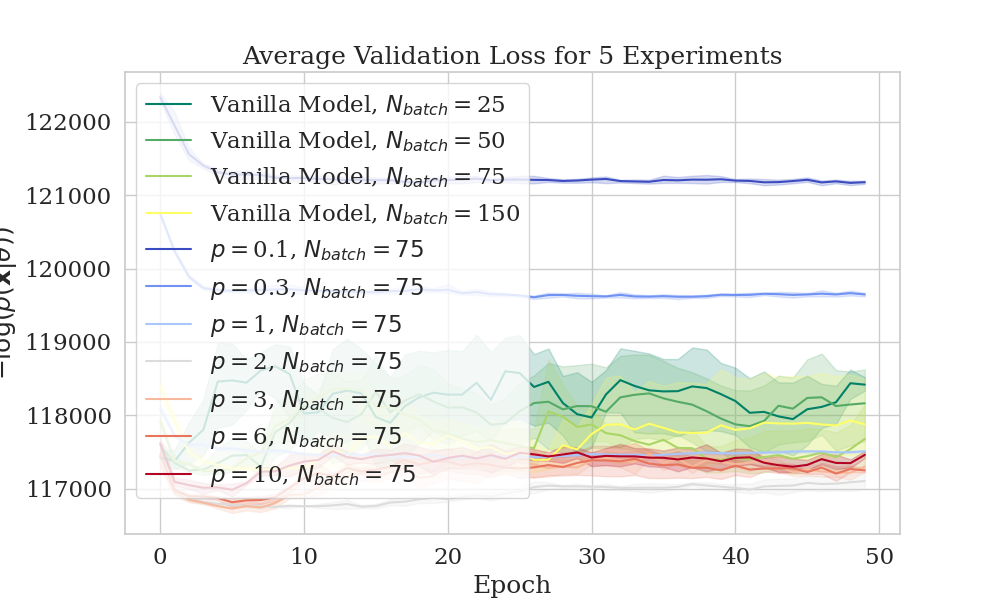 Average Validation Loss for 5 Experiments
−log(p(x|θ))
122000
121000
120000
119000
118000
117000
Vanilla Model, N_batch = 25
Vanilla Model, N_batch = 50
Vanilla Model, N_batch = 75
Vanilla Model, N_batch = 150
p = 0.1, N_batch = 75
p = 0.3, N_batch = 75
p = 1, N_batch = 75
p = 2, N_batch = 75
p = 3, N_batch = 75
p = 6, N_batch = 75
p = 10, N_batch = 75
0 10 20 30 40 50
Epoch